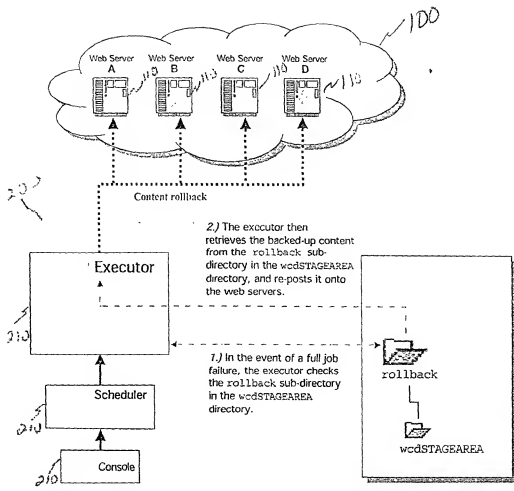 100
Web Server
A
Web Server
B
Web Server
C
Web Server
D
110
110
110
110
Content rollback
20
2.) The executor then
retrieves the backed-up content
from the rollback sub-
directory in the wcdSTAGEAREA
directory, and re-posts it onto
the web servers.
Executor
210
rollback
1.) In the event of a full job
failure, the executor checks
the rollback sub-directory
in the wcdSTAGEAREA
directory.
Scheduler
210
wcdSTAGEAREA
Console
210